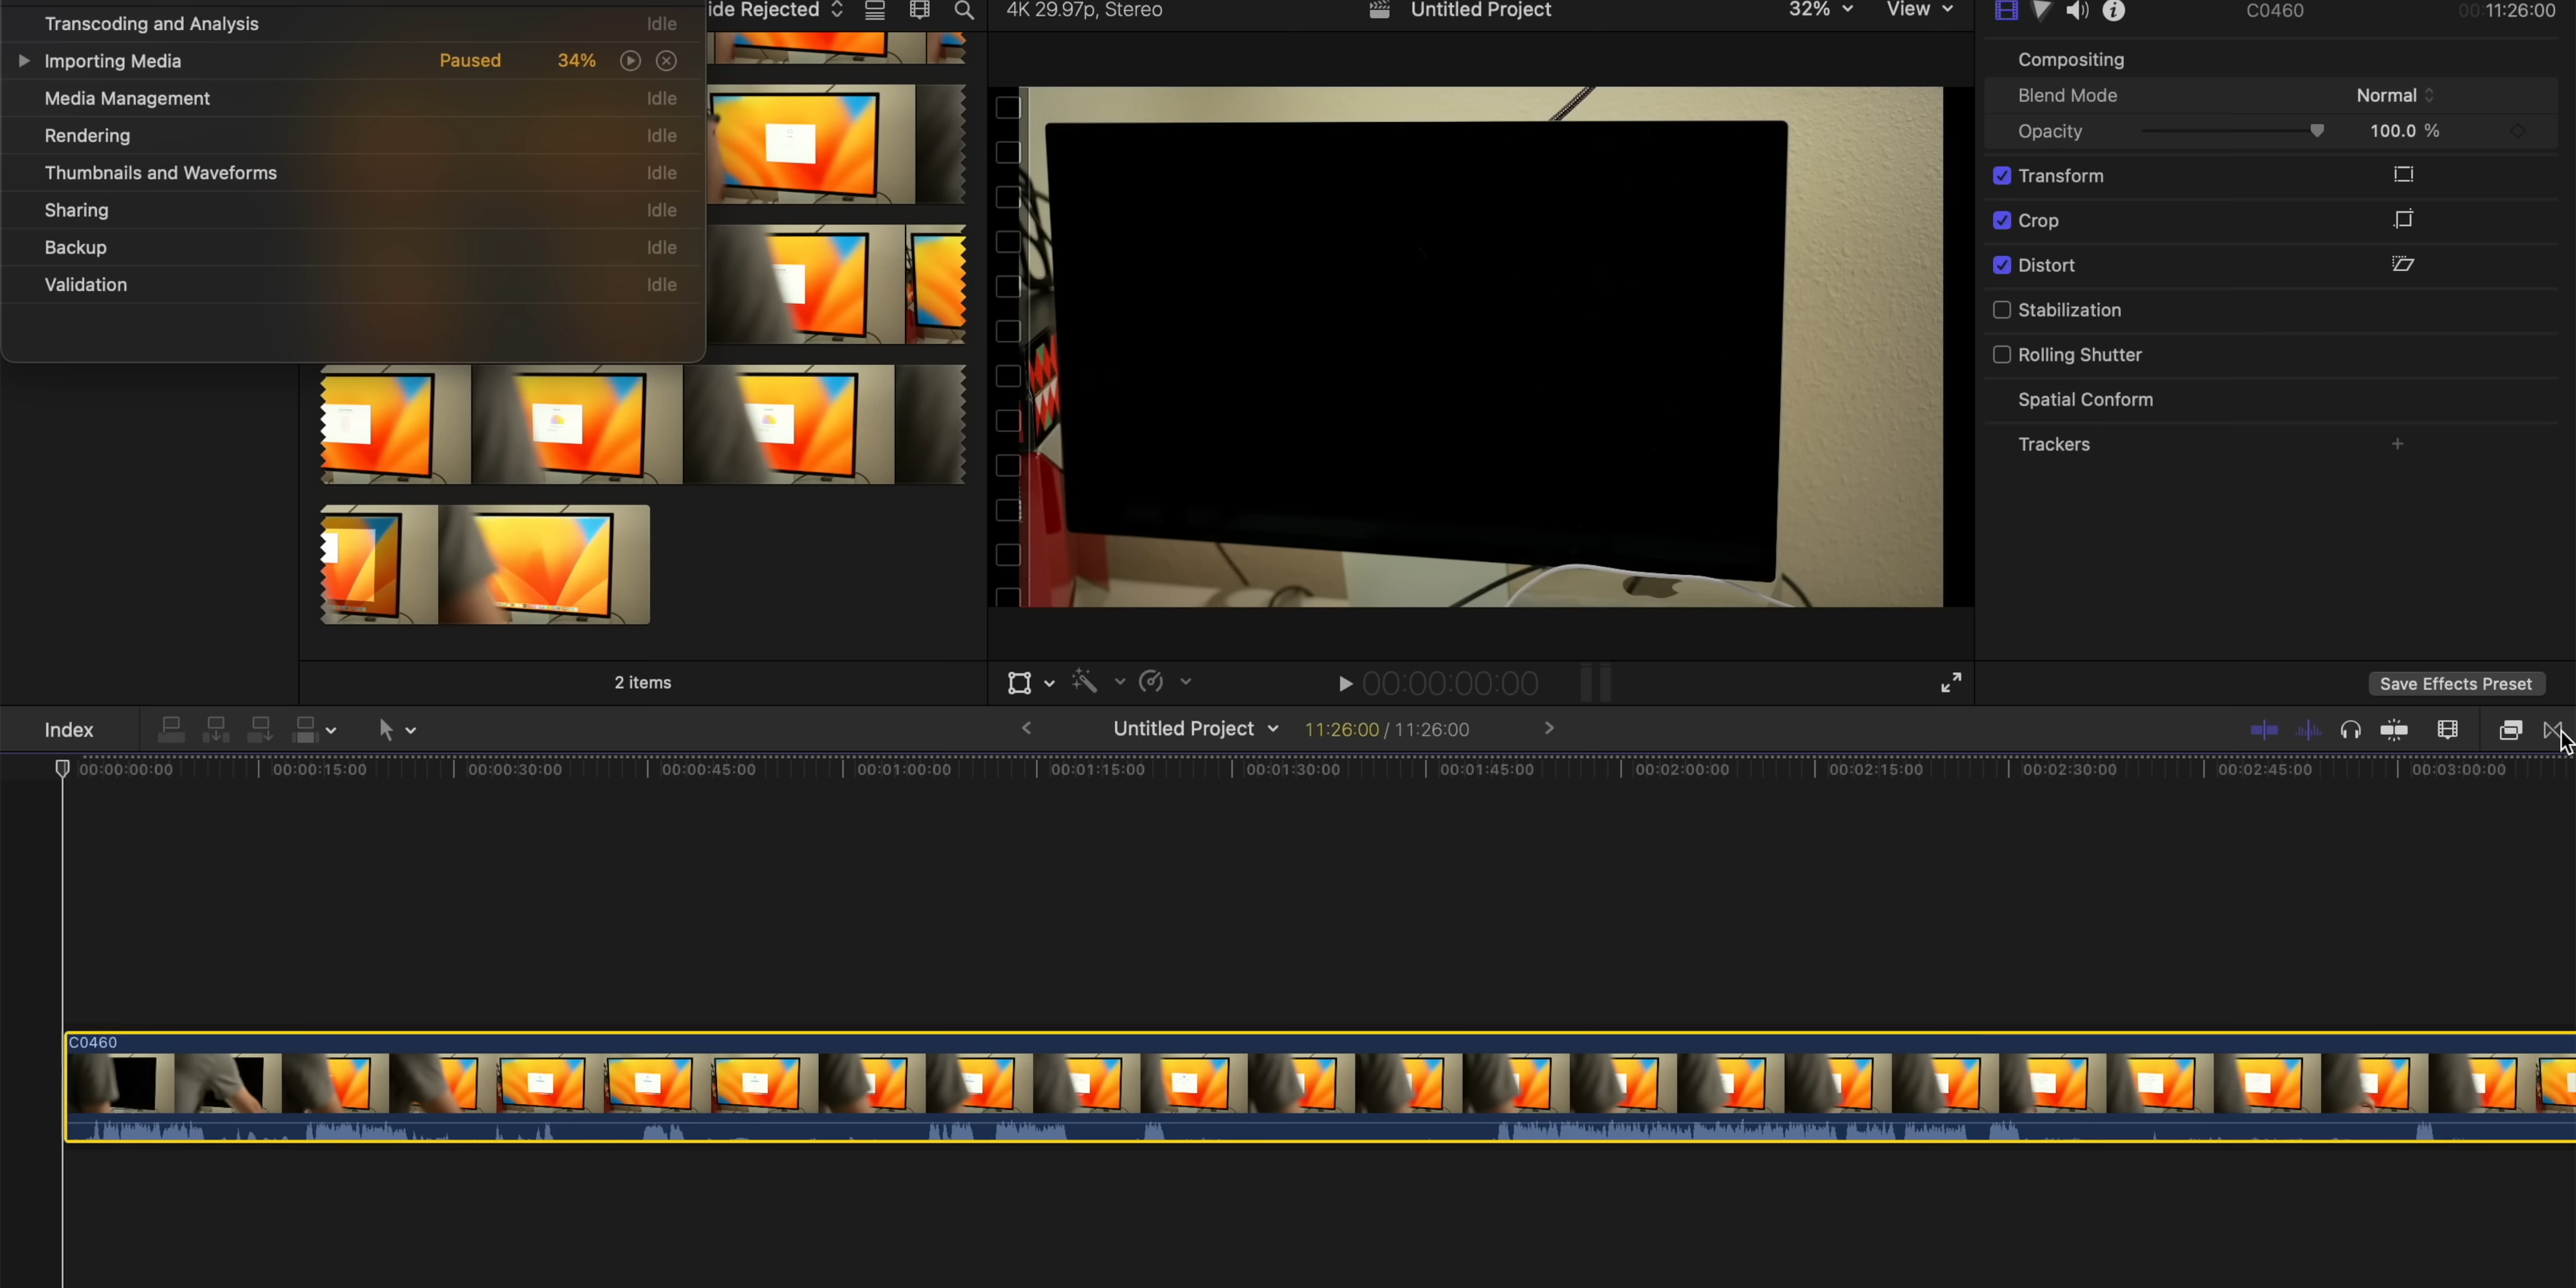 Transcoding and Analysis Idle
Importing Media Paused 34%
Media Management Idle
Rendering Idle
Thumbnails and Waveforms Idle
Sharing Idle
Backup Idle
Validation Idle
ide Rejected
2 items
4K 29.97p, Stereo Untitled Project 32% View
00:00:00:00
C0460 00:11:26:00
Compositing
Blend Mode Normal
Opacity 100.0 %
Transform
Crop
Distort
Stabilization
Rolling Shutter
Spatial Conform
Trackers
Save Effects Preset
Index Untitled Project 11:26:00 / 11:26:00
00:00:00:00 00:00:15:00 00:00:30:00 00:00:45:00 00:01:00:00 00:01:15:00 00:01:30:00 00:01:45:00 00:02:00:00 00:02:15:00 00:02:30:00 00:02:45:00 00:03:00:00
C0460